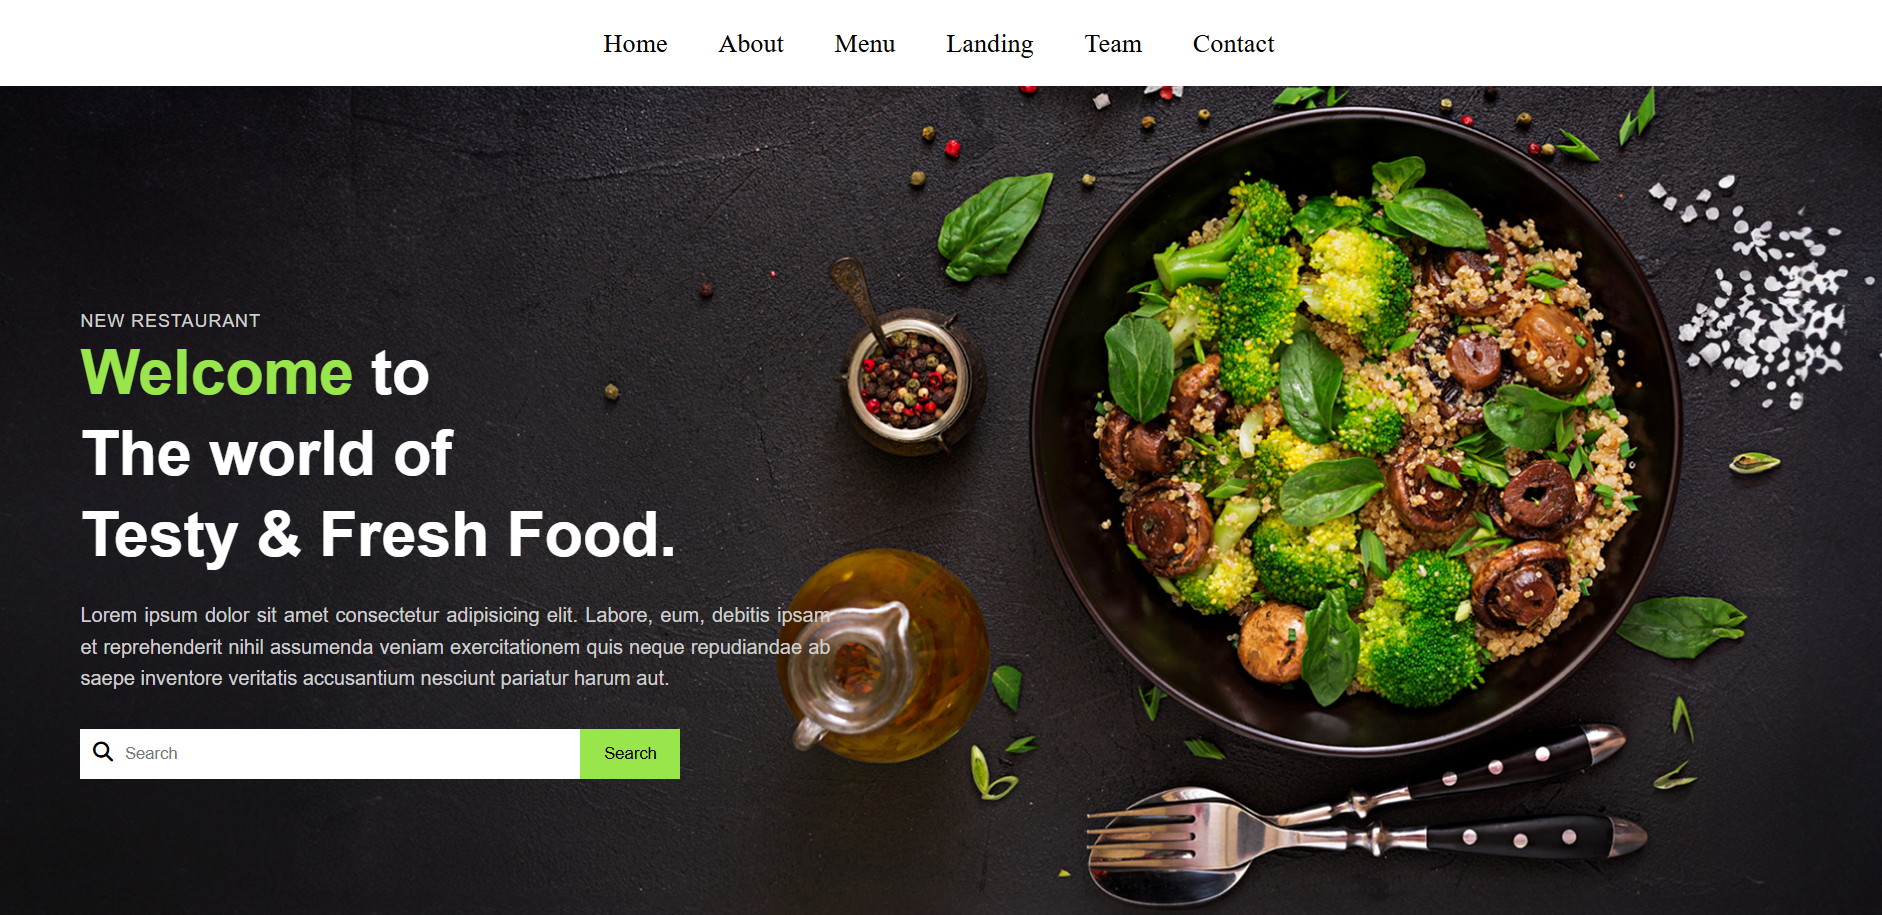 Home About Menu Landing Team Contact
NEW RESTAURANT
Welcome to
The world of
Testy & Fresh Food.
Lorem ipsum dolor sit amet consectetur adipisicing elit. Labore, eum, debitis ipsam
et reprehenderit nihil assumenda veniam exercitationem quis neque repudiandae ab
saepe inventore veritatis accusantium nesciunt pariatur harum aut.
Search Search